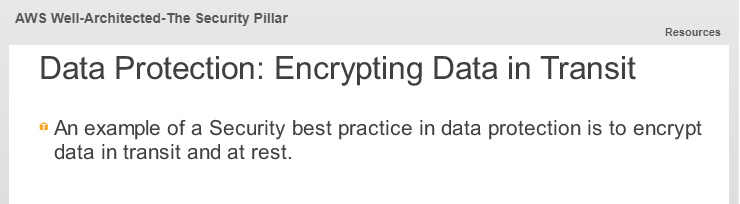 AWS Well-Architected-The Security Pillar
Resources
Data Protection: Encrypting Data in Transit
An example of a Security best practice in data protection is to encrypt
data in transit and at rest.